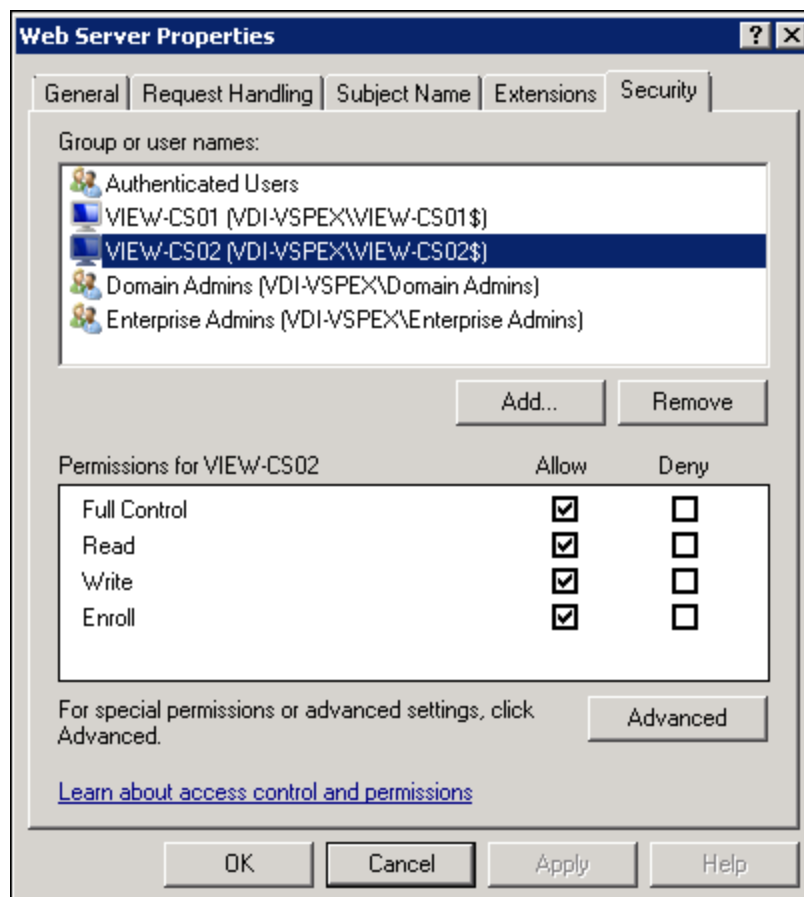 Web Server Properties
General Request Handling Subject Name Extensions Security
Group or user names:
Authenticated Users
VIEW-CS01 (VDI-VSPEX\VIEW-CS01$)
VIEW-CS02 (VDI-VSPEX\VIEW-CS02$)
Domain Admins (VDI-VSPEX\Domain Admins)
Enterprise Admins (VDI-VSPEX\Enterprise Admins)
Add... Remove
Permissions for VIEW-CS02 Allow Deny
Full Control
Read
Write
Enroll
For special permissions or advanced settings, click
Advanced.
Advanced
Learn about access control and permissions
OK Cancel Apply Help